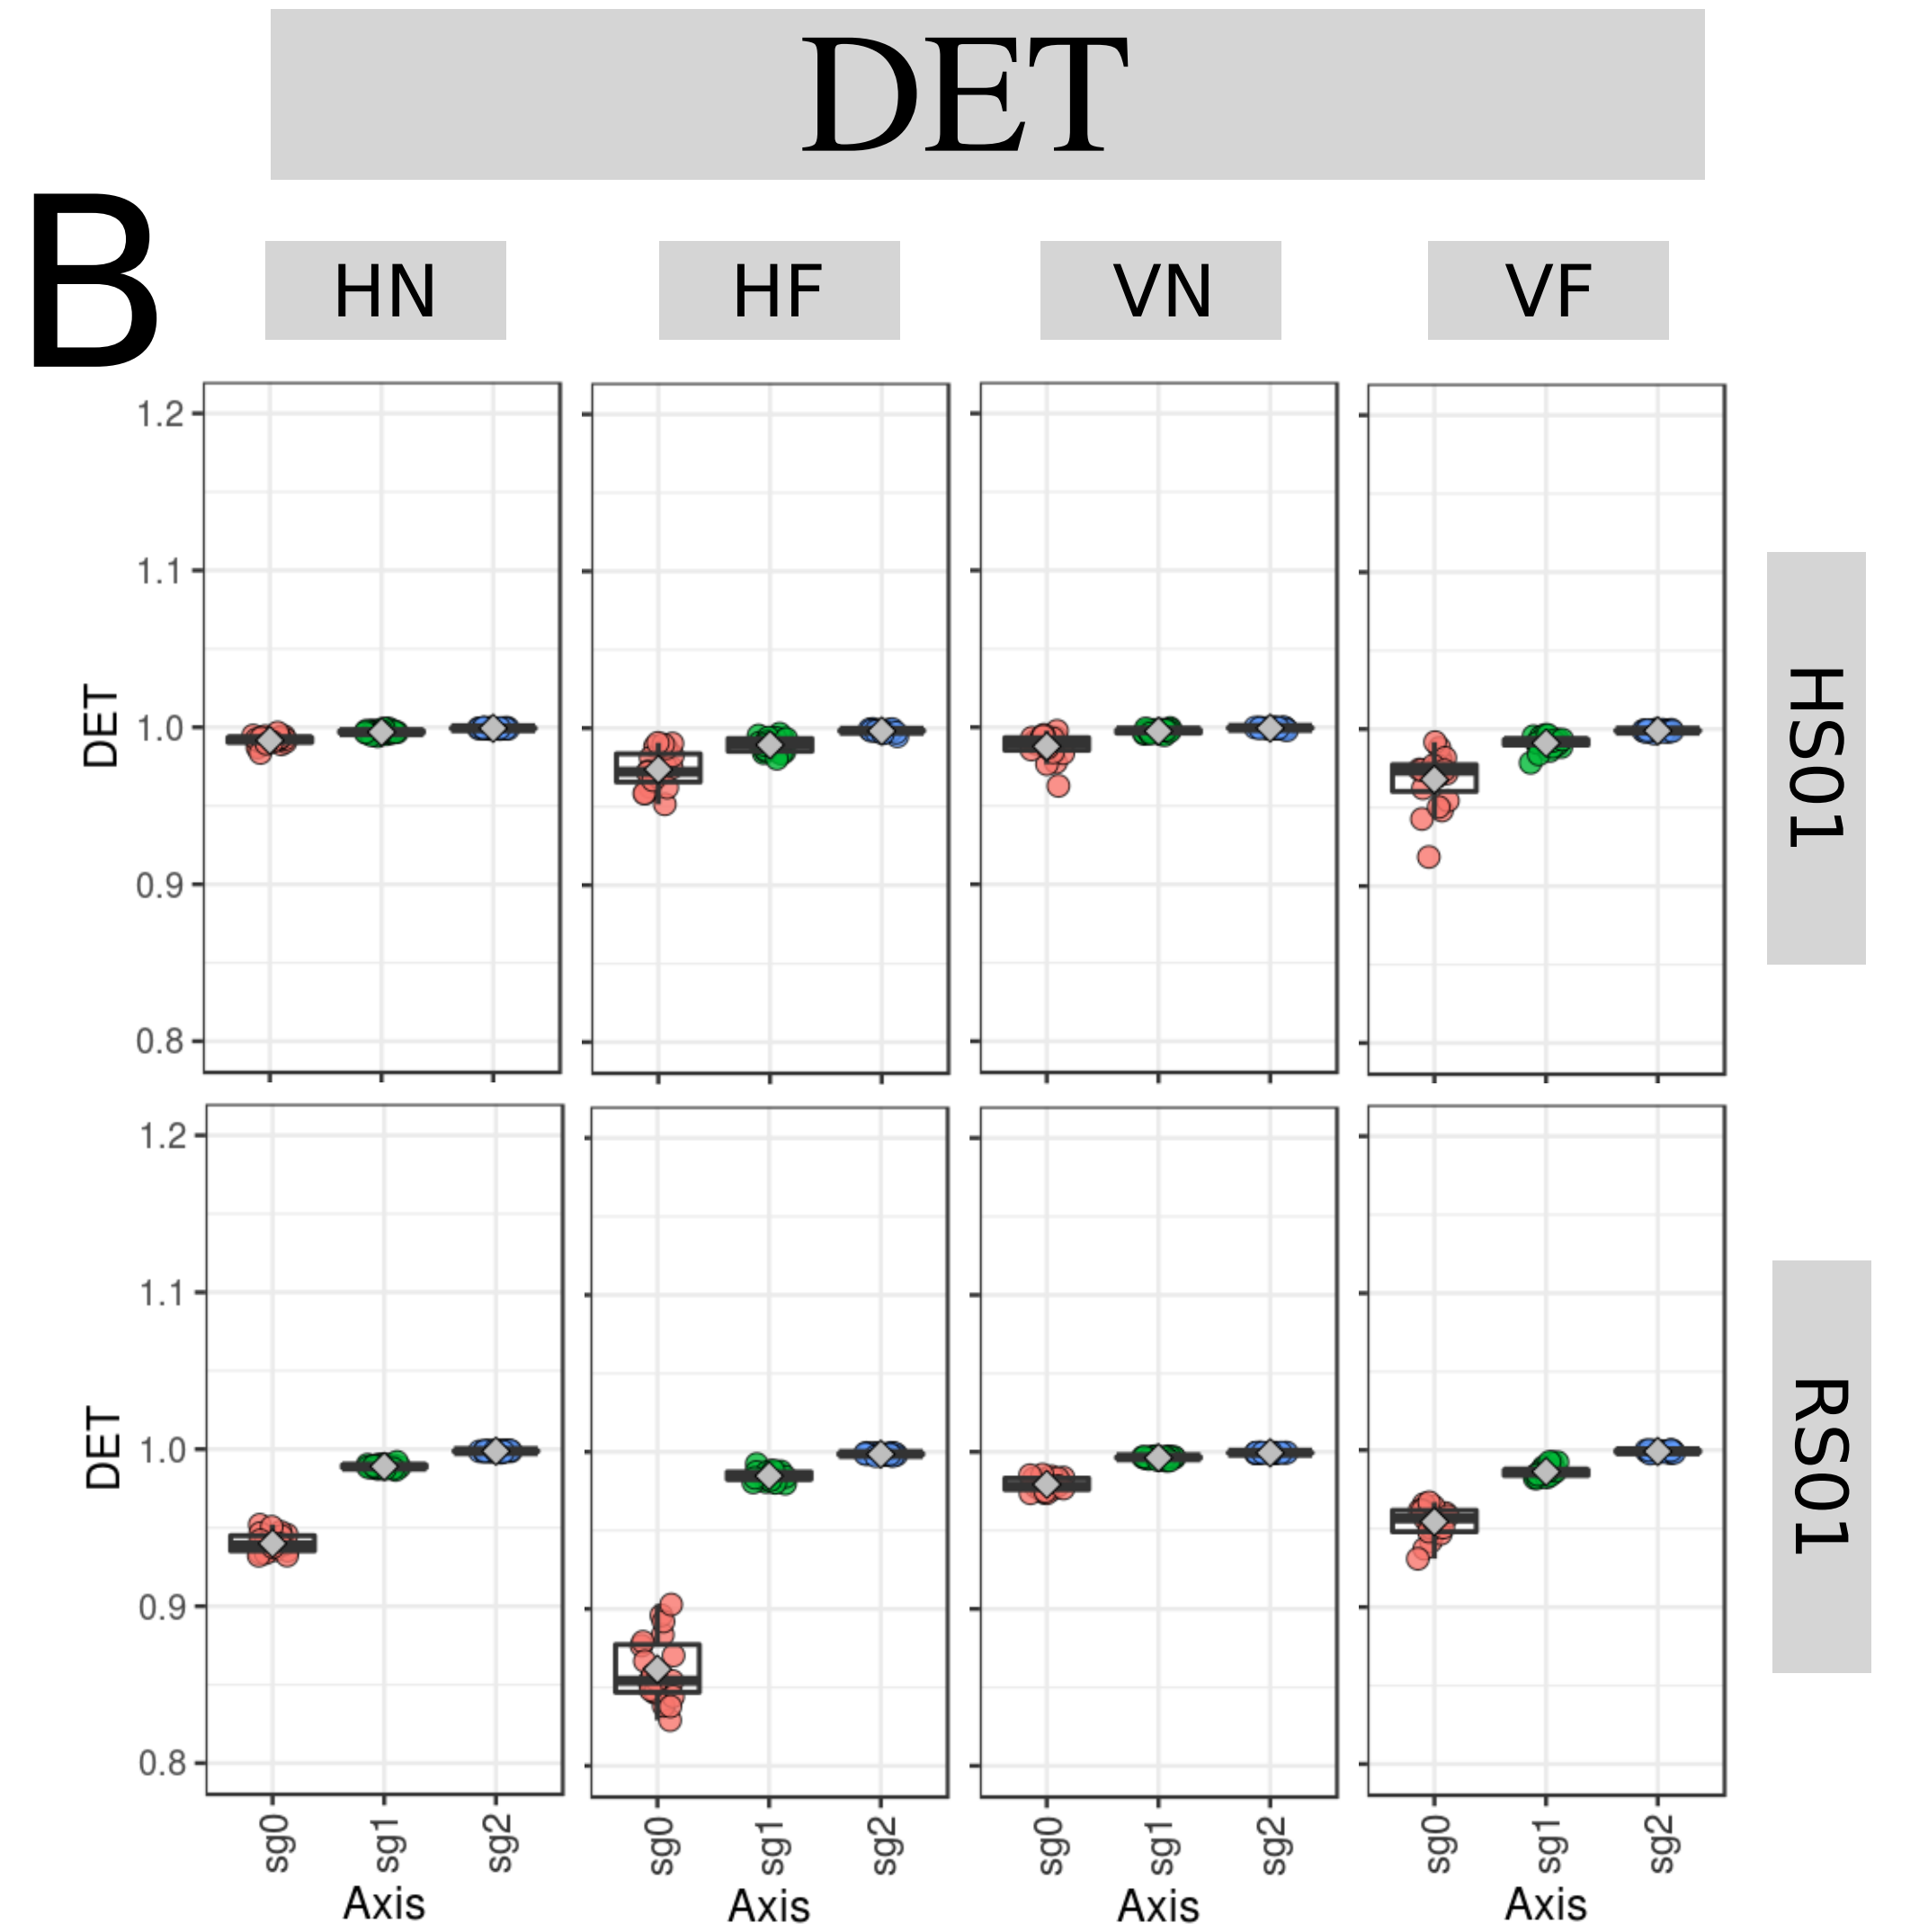 DET
B
HN HF VN VF
1.2
1.1
1.0
0.9
0.8
DET
HS01
1.2
1.1
1.0
0.9
0.8
DET
RS01
sg0 sg1 sg2 sg0 sg1 sg2 sg0 sg1 sg2 sg0 sg1 sg2
Axis Axis Axis Axis